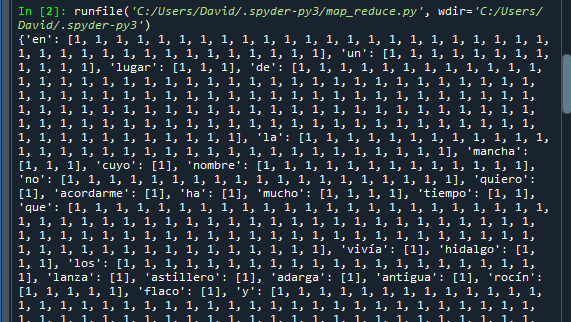 In [2]: runfile('C:/Users/David/.spyder-py3/map_reduce.py', wdir='C:/Users/
David/.spyder-py3')
{'en': [1, 1, 1, 1, 1, 1, 1, 1, 1, 1, 1, 1, 1, 1, 1, 1, 1, 1, 1, 1, 1, 1,
1, 1, 1, 1, 1, 1, 1, 1, 1, 1, 1, 1, 1, 1, 1], 'un': [1, 1, 1, 1, 1, 1, 1,
1, 1, 1, 1], 'lugar': [1, 1, 1], 'de': [1, 1, 1, 1, 1, 1, 1, 1, 1, 1, 1, 1,
1, 1, 1, 1, 1, 1, 1, 1, 1, 1, 1, 1, 1, 1, 1, 1, 1, 1, 1, 1, 1, 1, 1, 1, 1,
1, 1, 1, 1, 1, 1, 1, 1, 1, 1, 1, 1, 1, 1, 1, 1, 1, 1, 1, 1, 1, 1, 1, 1, 1,
1, 1, 1, 1, 1, 1, 1, 1, 1, 1, 1, 1, 1, 1, 1, 1, 1, 1, 1, 1, 1, 1, 1, 1, 1,
1, 1, 1, 1, 1, 1, 1, 1, 1, 1, 1, 1, 1, 1, 1, 1, 1, 1, 1, 1, 1, 1, 1, 1, 1,
1, 1, 1, 1, 1, 1, 1, 1, 1, 1, 1], 'la': [1, 1, 1, 1, 1, 1, 1, 1, 1, 1, 1,
1, 1, 1, 1, 1, 1, 1, 1, 1, 1, 1, 1, 1, 1, 1, 1, 1, 1, 1, 1, 1], 'mancha':
[1, 1, 1], 'cuyo': [1], 'nombre': [1, 1, 1, 1, 1, 1, 1, 1, 1, 1, 1, 1, 1],
'no': [1, 1, 1, 1, 1, 1, 1, 1, 1, 1, 1, 1, 1, 1, 1, 1, 1, 1, 1], 'quiero':
[1], 'acordarme': [1], 'ha': [1], 'mucho': [1, 1, 1, 1], 'tiempo': [1, 1],
'que': [1, 1, 1, 1, 1, 1, 1, 1, 1, 1, 1, 1, 1, 1, 1, 1, 1, 1, 1, 1, 1, 1,
1, 1, 1, 1, 1, 1, 1, 1, 1, 1, 1, 1, 1, 1, 1, 1, 1, 1, 1, 1, 1, 1, 1, 1, 1,
1, 1, 1, 1, 1, 1, 1, 1, 1, 1, 1, 1, 1, 1, 1, 1, 1, 1, 1, 1, 1, 1, 1, 1, 1,
1, 1, 1, 1, 1, 1, 1, 1, 1, 1, 1, 1, 1, 1, 1], 'vivía': [1], 'hidalgo': [1,
1, 1], 'los': [1, 1, 1, 1, 1, 1, 1, 1, 1, 1, 1, 1, 1, 1, 1, 1, 1, 1, 1, 1,
1], 'lanza': [1], 'astillero': [1], 'adarga': [1], 'antigua': [1], 'rocín':
[1, 1, 1, 1, 1], 'flaco': [1], 'y': [1, 1, 1, 1, 1, 1, 1, 1, 1, 1, 1, 1,
1, 1, 1, 1, 1, 1, 1, 1, 1, 1, 1, 1, 1, 1, 1, 1, 1, 1, 1, 1, 1, 1, 1, 1, 1,
1, 1, 1, 1, 1, 1, 1, 1, 1, 1, 1, 1, 1, 1, 1, 1, 1, 1, 1, 1, 1, 1, 1, 1, 1,